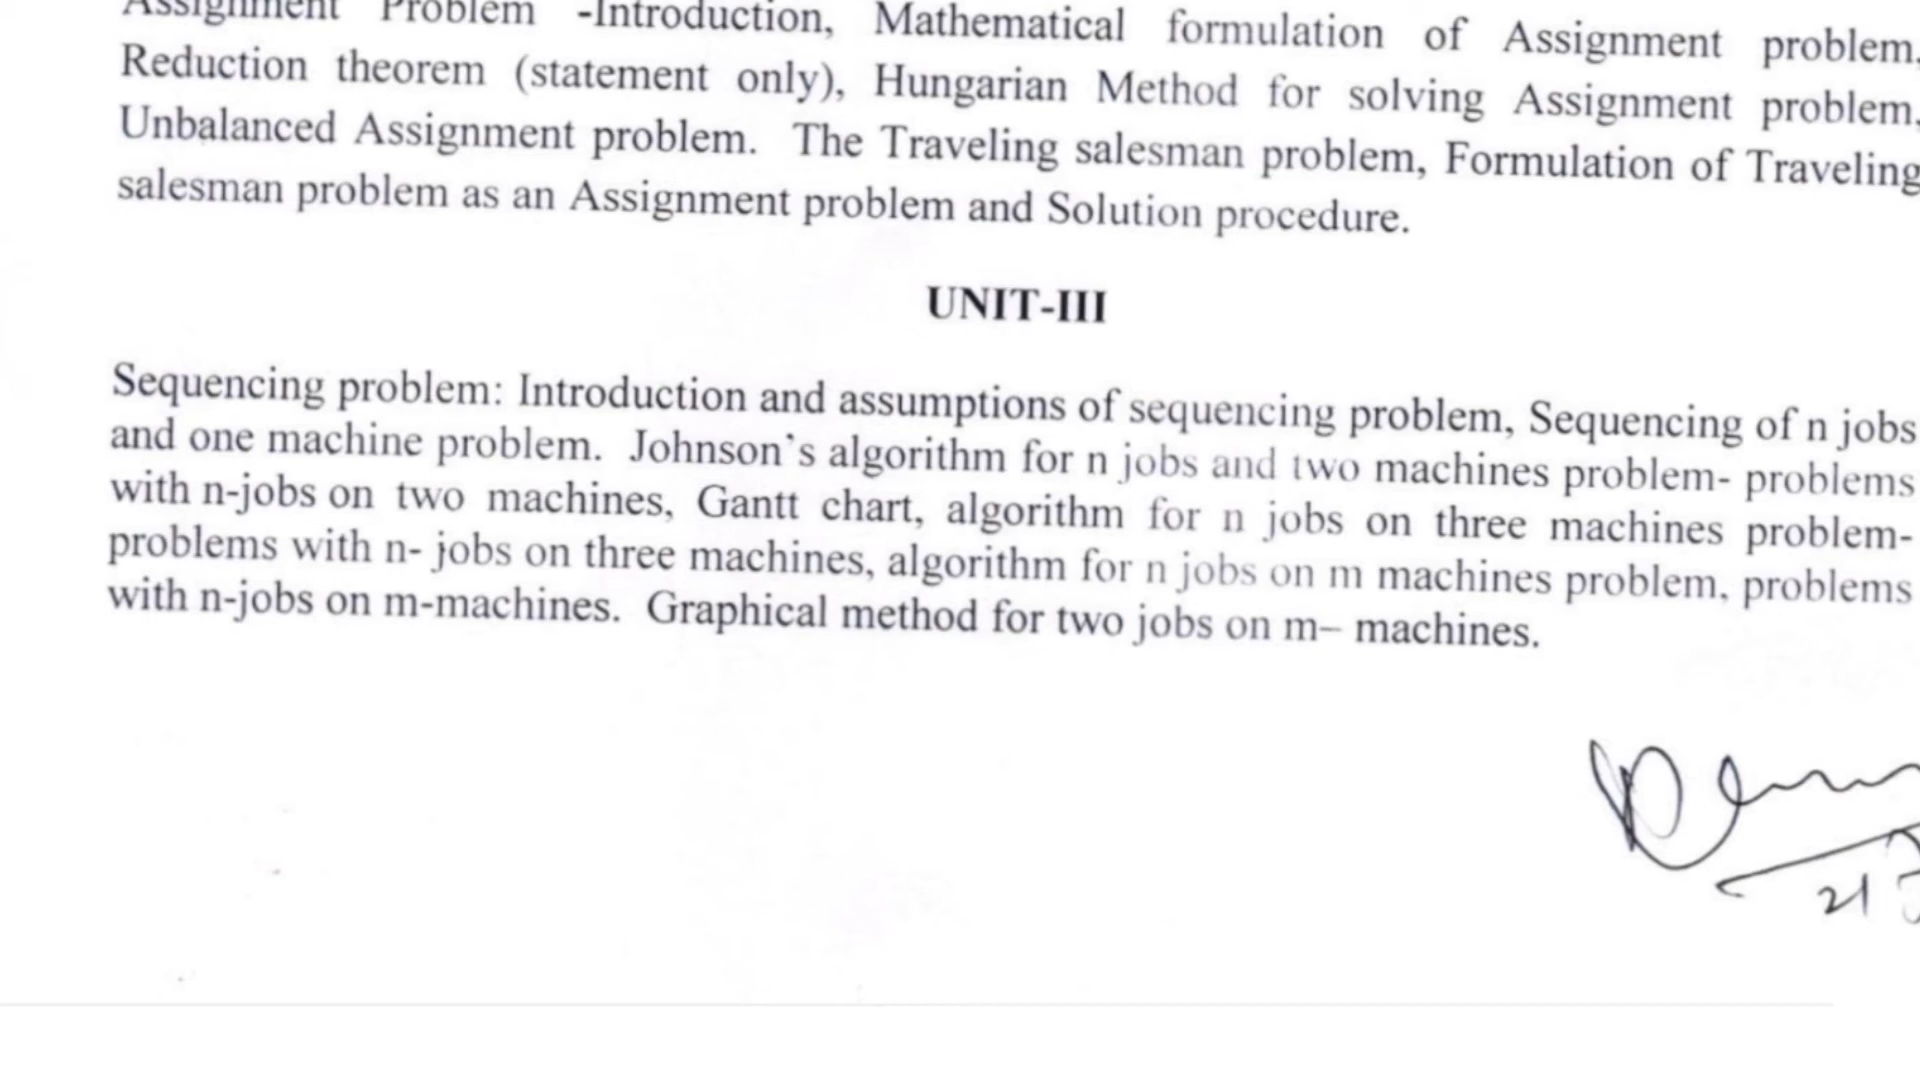 Assignment Problem -Introduction, Mathematical formulation of Assignment problem,
Reduction theorem (statement only), Hungarian Method for solving Assignment problem,
Unbalanced Assignment problem. The Traveling salesman problem, Formulation of Traveling
salesman problem as an Assignment problem and Solution procedure.
UNIT-III
Sequencing problem: Introduction and assumptions of sequencing problem, Sequencing of n jobs
and one machine problem. Johnson's algorithm for n jobs and two machines problem- problems
with n-jobs on two machines, Gantt chart, algorithm for n jobs on three machines problem-
problems with n- jobs on three machines, algorithm for n jobs on m machines problem, problems
with n-jobs on m-machines. Graphical method for two jobs on m– machines.
21